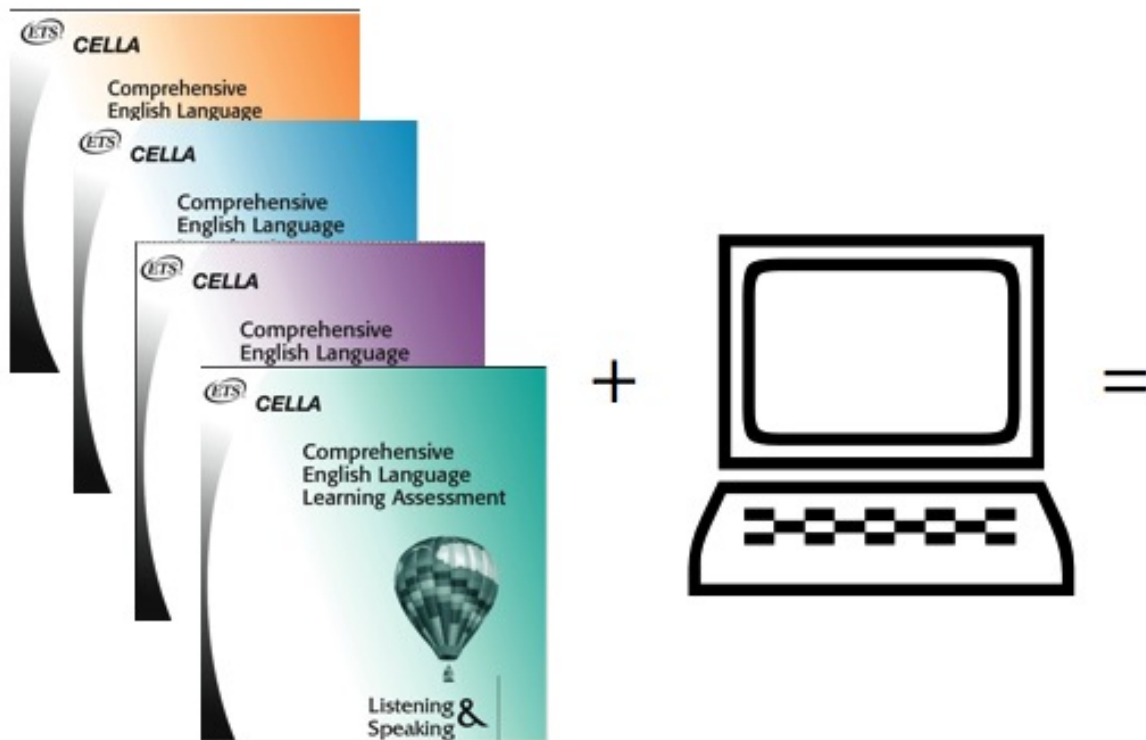 ETS CELLA
Comprehensive
English Language
ETS CELLA
Comprehensive
English Language
ETS CELLA
Comprehensive
English Language
ETS CELLA
Comprehensive
English Language
Learning Assessment
Listening &
Speaking
+
=